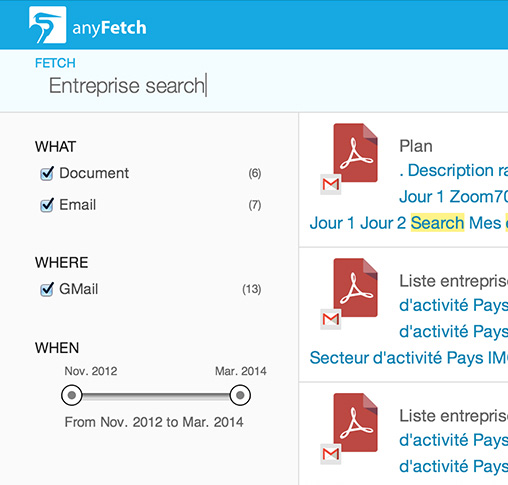 anyFetch
FETCH
Entreprise search
WHAT
Document (6)
Email (7)
WHERE
GMail (13)
WHEN
Nov. 2012 Mar. 2014
From Nov. 2012 to Mar. 2014
Plan
. Description
Jour 1 Zoom70
Jour 1 Jour 2 Search Mes
Liste entreprise
d'activité Pays
d'activité Pays
Secteur d'activité Pays
Liste entreprise
d'activité Pays
d'activité Pays